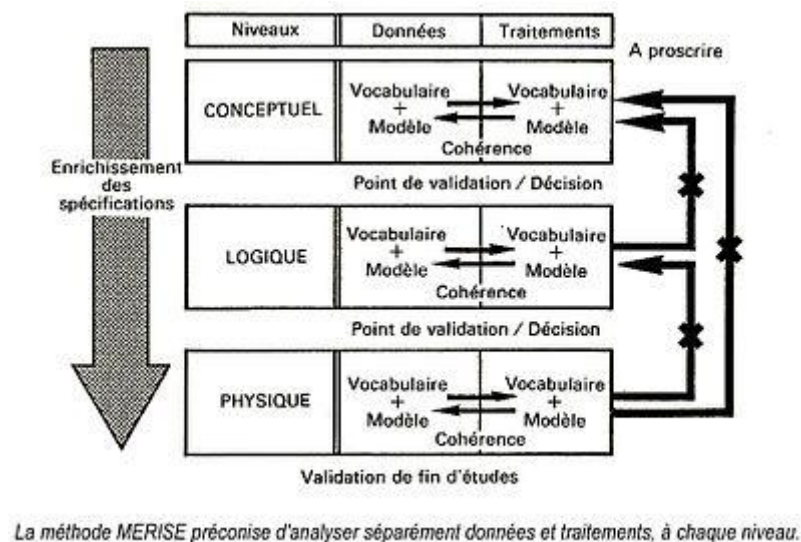 Niveaux Données Traitements
A proscrire
CONCEPTUEL
Vocabulaire + Modèle
Vocabulaire + Modèle
Cohérence
Enrichissement
des
spécifications
Point de validation / Décision
LOGIQUE
Vocabulaire + Modèle
Vocabulaire + Modèle
Cohérence
Point de validation / Décision
PHYSIQUE
Vocabulaire + Modèle
Vocabulaire + Modèle
Cohérence
Validation de fin d'études
La méthode MERISE préconise d'analyser séparément données et traitements, à chaque niveau.